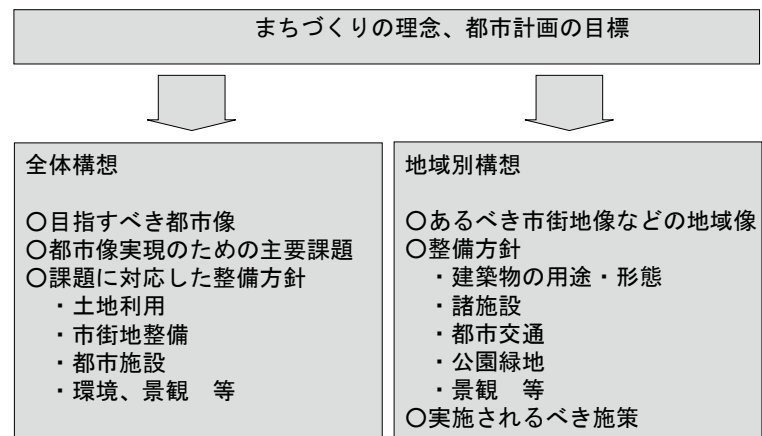 まちづくりの理念、都市計画の目標
全体構想
〇目指すべき都市像
〇都市像実現のための主要課題
〇課題に対応した整備方針
・土地利用
・市街地整備
・都市施設
・環境、景観　等
地域別構想
〇あるべき市街地像などの地域像
〇整備方針
・建築物の用途・形態
・諸施設
・都市交通
・公園緑地
・景観　等
〇実施されるべき施策